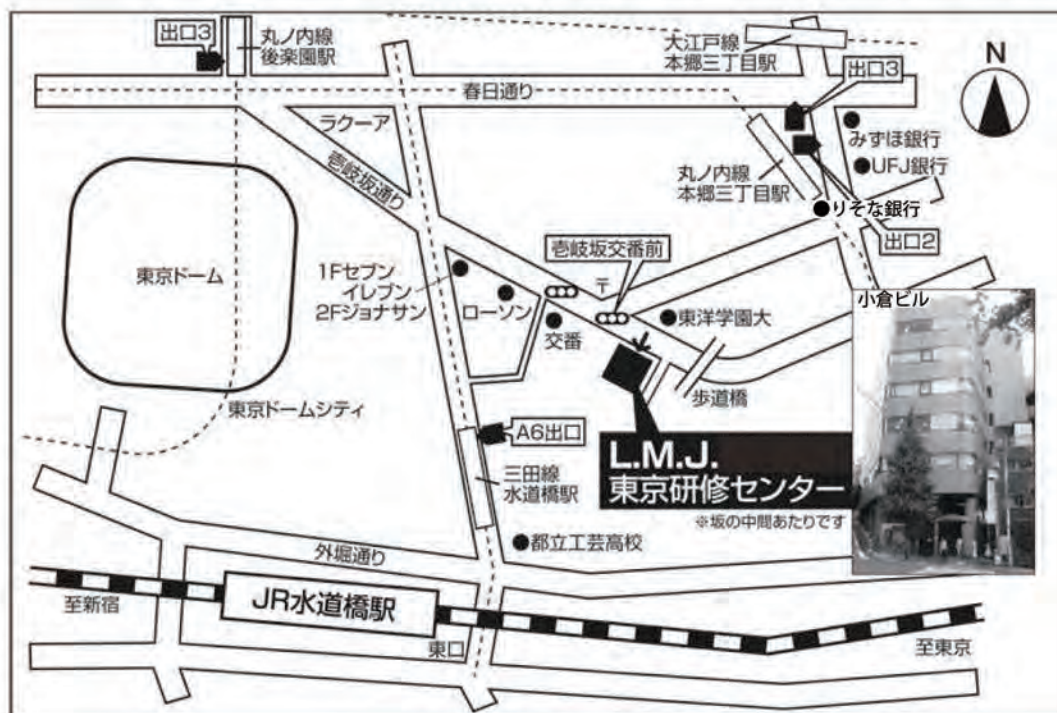 出口3
丸ノ内線
後楽園駅
大江戸線
本郷三丁目駅
出口3
N
春日通り
ラクーア
みずほ銀行
UFJ銀行
壱岐坂通り
丸ノ内線
本郷三丁目駅
りそな銀行
出口2
東京ドーム
1Fセブン
イレブン
2Fジョナサン
ローソン
壱岐坂交番前
〒
小倉ビル
交番
東洋学園大
歩道橋
東京ドームシティ
A6出口
L.M.J.
東京研修センター
※坂の中間あたりです
三田線
水道橋駅
都立工芸高校
外堀通り
JR水道橋駅
至新宿
東口
至東京